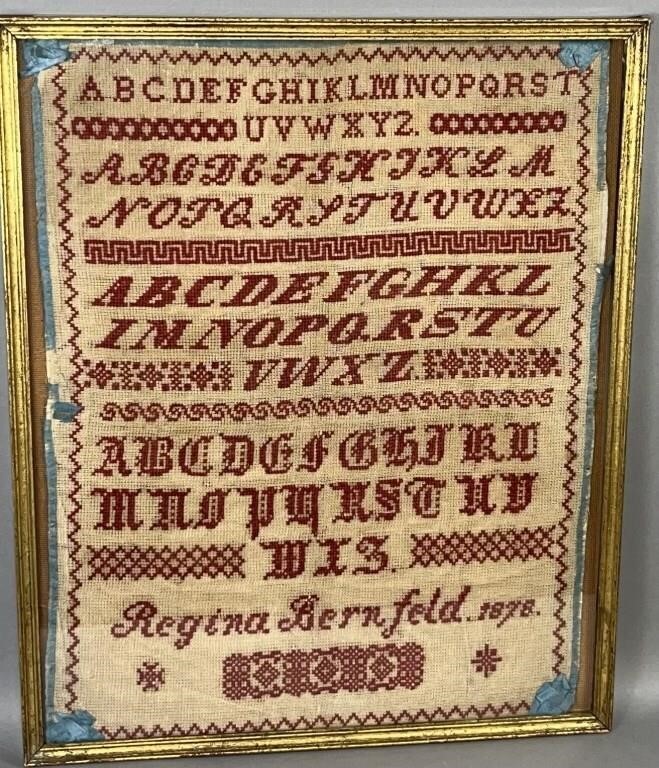 ABCDEFGHIKLMNOPQRST
UVWXYZ.
ABCDEFGHIKLM
NOPQRSTUVWXZ
ABCDEFGHKL
IMNOPQRSTU
VWXZ
ABCDEFGHIKL
MNOPQRSTUV
WXZ.
Regina Bernfeld. 1878.